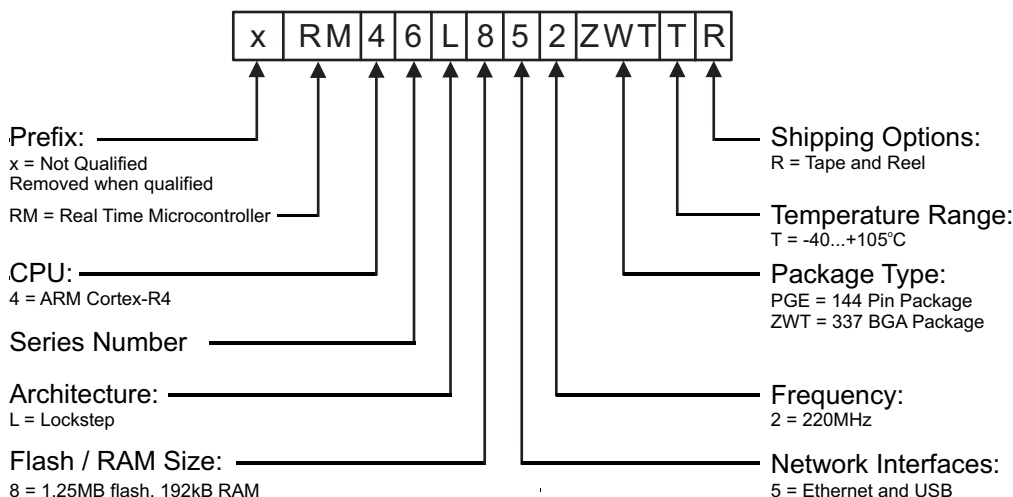 x RM 4 6 L 8 5 2 ZWT T R
Prefix:
x = Not Qualified
Removed when qualified
RM = Real Time Microcontroller
CPU:
4 = ARM Cortex-R4
Series Number
Architecture:
L = Lockstep
Flash / RAM Size:
8 = 1.25MB flash, 192kB RAM
Shipping Options:
R = Tape and Reel
Temperature Range:
T = -40...+105°C
Package Type:
PGE = 144 Pin Package
ZWT = 337 BGA Package
Frequency:
2 = 220MHz
Network Interfaces:
5 = Ethernet and USB